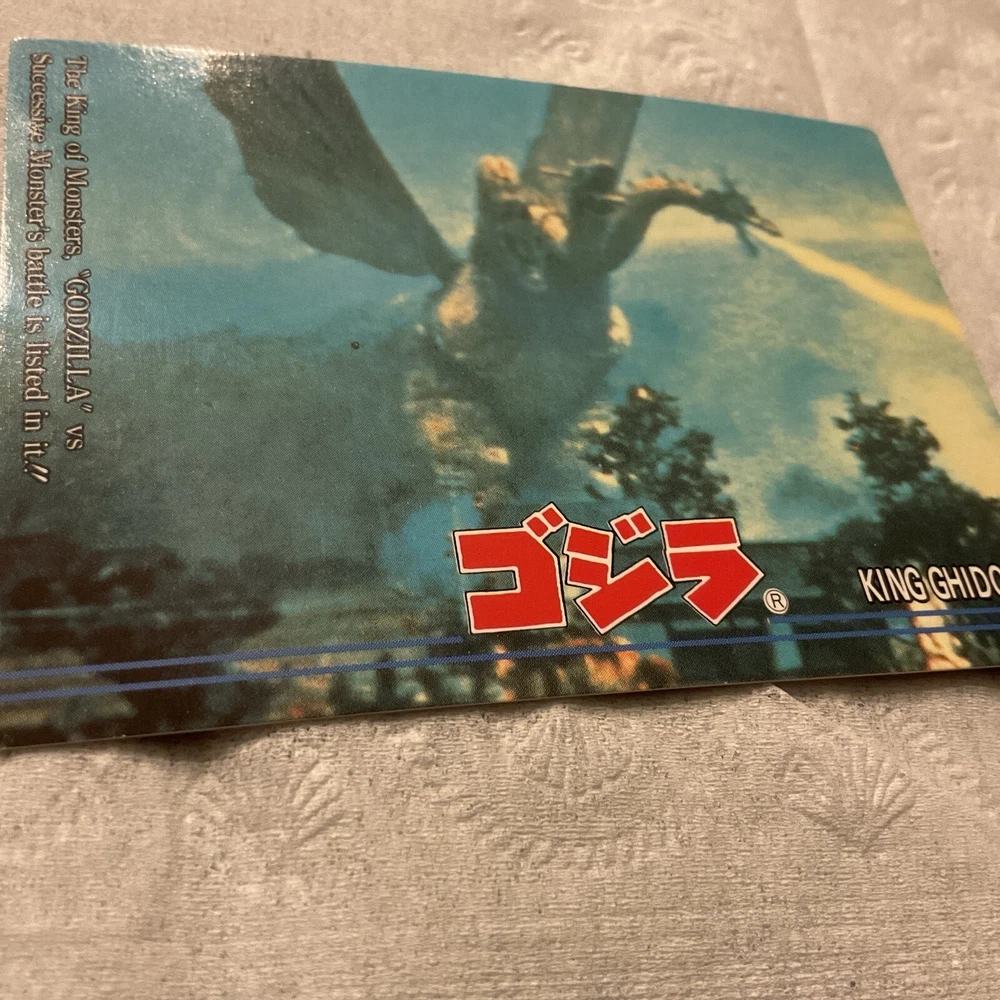 The King of Monsters, "GODZILLA" vs
Successive Monster's battle is listed in it!!
ゴジラ®
KING GHIDO